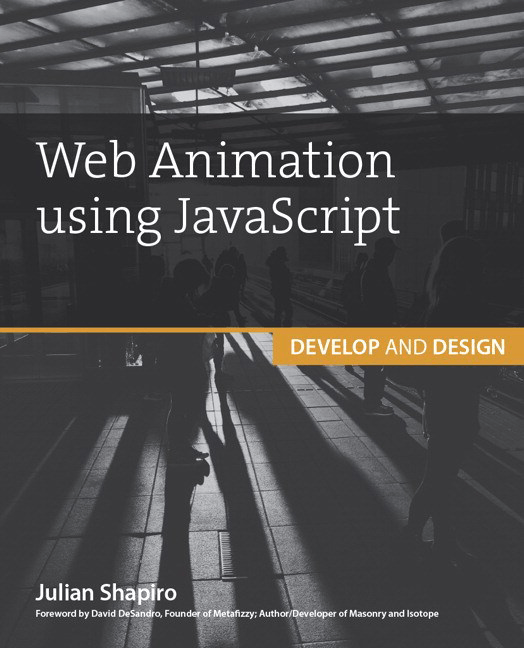 Web Animation
using JavaScript
DEVELOP AND DESIGN
Julian Shapiro
Foreword by David DeSandro, Founder of Metafizzy; Author/Developer of Masonry and Isotope